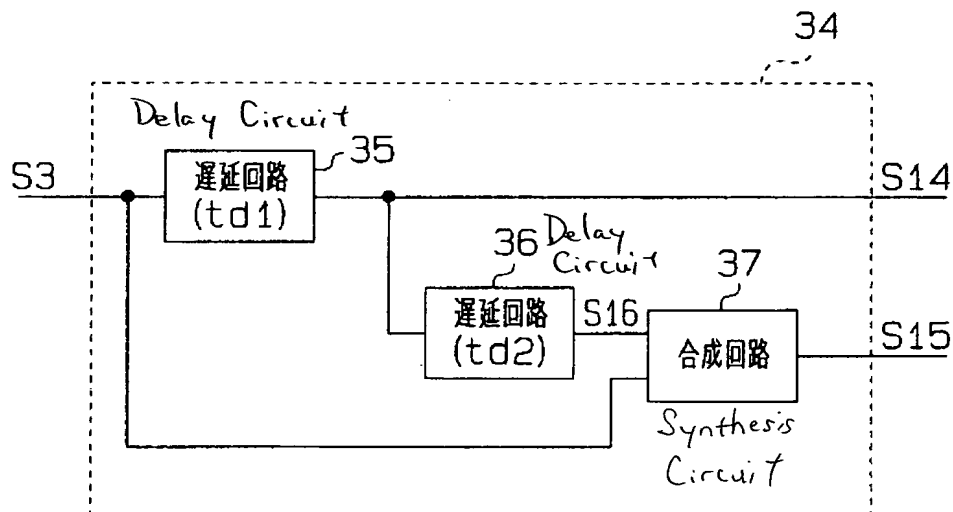 34
Delay Circuit
35
S3
遅延回路
(td1)
S14
36
Delay
Circuit
37
遅延回路
(td2)
S16
合成回路
S15
Synthesis
Circuit